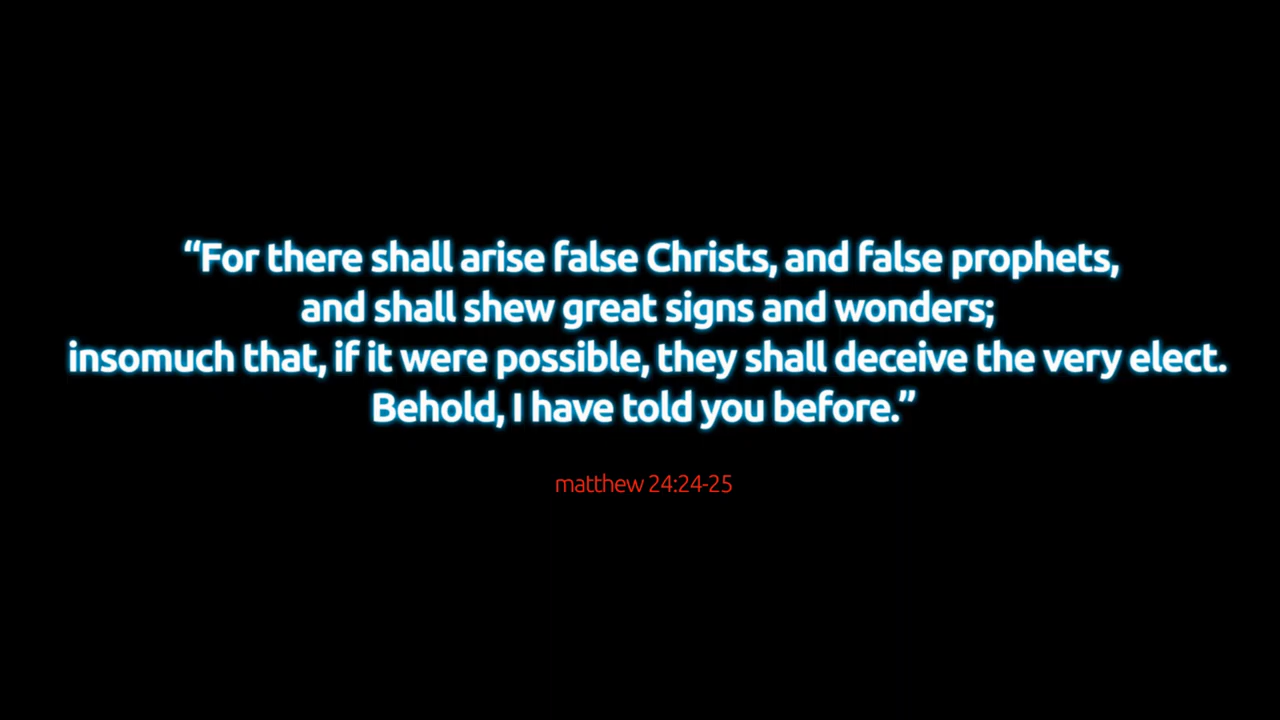 “For there shall arise false Christs, and false prophets,
and shall shew great signs and wonders;
insomuch that, if it were possible, they shall deceive the very elect.
Behold, I have told you before.”
matthew 24:24-25